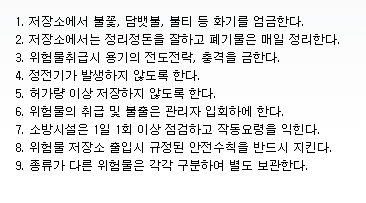 1. 저장소에서 불꽃, 담뱃불, 불티 등 화기를 엄금한다.
2. 저장소에서는 정리정돈을 잘하고 폐기물은 매일 정리한다.
3. 위험물취급시 용기의 전도전락, 충격을 금한다.
4. 정전기가 발생하지 않도록 한다.
5. 허가량 이상 저장하지 않도록 한다.
6. 위험물의 취급 및 불출은 관리자 입회하에 한다.
7. 소방시설은 1일 1회 이상 점검하고 작동요령을 익힌다.
8. 위험물 저장소 출입시 규정된 안전수칙을 반드시 지킨다.
9. 종류가 다른 위험물은 각각 구분하여 별도 보관한다.